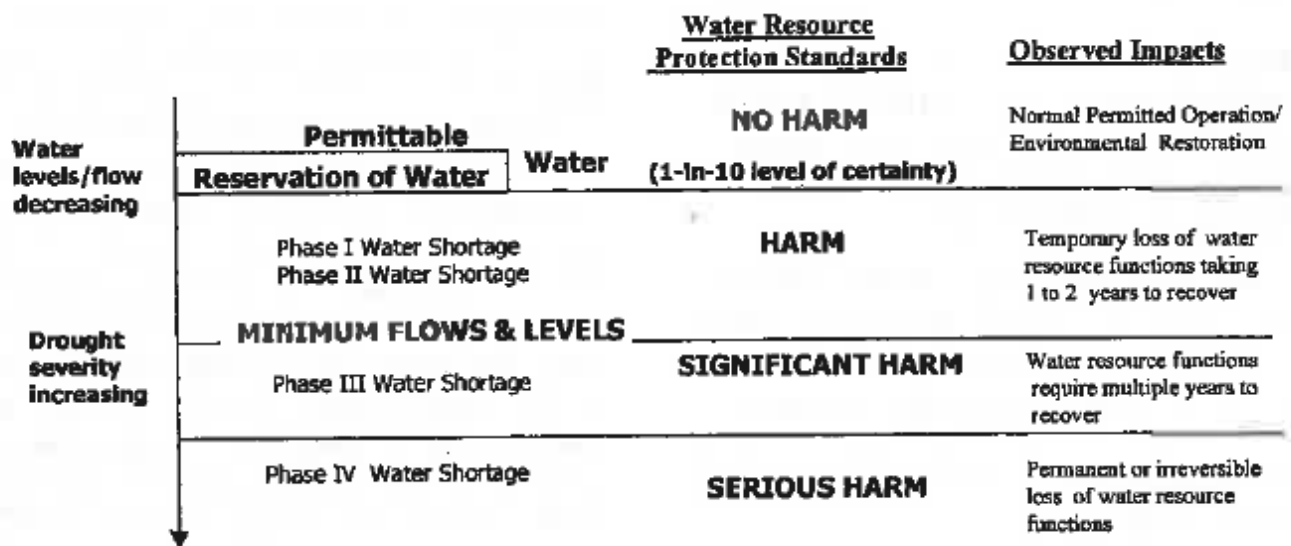 Water Resource
Protection Standards
Observed Impacts
Water
levels/flow
decreasing
Permittable
Reservation of Water
Water
NO HARM
(1-in-10 level of certainty)
Normal Permitted Operation/
Environmental Restoration
Phase I Water Shortage
Phase II Water Shortage
HARM
Temporary loss of water
resource functions taking
1 to 2 years to recover
MINIMUM FLOWS & LEVELS
Drought
severity
increasing
Phase III Water Shortage
SIGNIFICANT HARM
Water resource functions
require multiple years to
recover
Phase IV Water Shortage
SERIOUS HARM
Permanent or irreversible
loss of water resource
functions